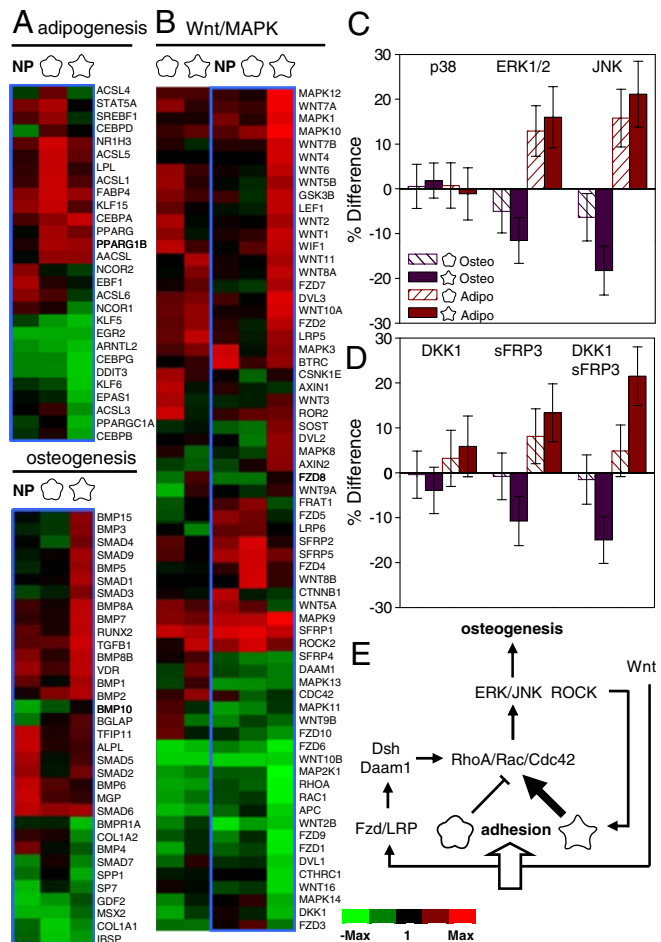 A
adipogenesis
NP
ACSL4
STAT5A
SREBF1
CEBPD
NR1H3
ACSL5
LPL
ACSL1
FABP4
KLF15
CEBPA
PPARG
PPARG1B
AACSL
NCOR2
EBF1
ACSL6
NCOR1
KLF5
EGR2
ARNTL2
CEBPG
DDIT3
KLF6
EPAS1
ACSL3
PPARGC1A
CEBPB
osteogenesis
NP
BMP15
BMP3
SMAD4
SMAD9
BMP5
SMAD1
SMAD3
BMP8A
BMP7
RUNX2
TGFB1
BMP8B
VDR
BMP1
BMP2
BMP10
BGLAP
TFIP11
ALPL
SMAD5
SMAD2
BMP6
MGP
SMAD6
BMPR1A
COL1A2
BMP4
SMAD7
SPP1
SP7
GDF2
MSX2
COL1A1
IBSP
B
Wnt/MAPK
NP
MAPK12
WNT7A
MAPK1
MAPK10
WNT7B
WNT4
WNT6
WNT5B
GSK3B
LEF1
WNT2
WNT1
WIF1
WNT11
WNT8A
FZD7
DVL3
WNT10A
FZD2
LRP5
MAPK3
BTRC
CSNK1E
AXIN1
WNT3
ROR2
SOST
DVL2
MAPK8
AXIN2
FZD8
WNT9A
FRAT1
FZD5
LRP6
SFRP2
SFRP5
FZD4
WNT8B
CTNNB1
WNT5A
MAPK9
SFRP1
ROCK2
SFRP4
DAAM1
MAPK13
CDC42
MAPK11
WNT9B
FZD10
FZD6
WNT10B
MAP2K1
RHOA
RAC1
APC
WNT2B
FZD9
FZD1
DVL1
CTHRC1
WNT16
MAPK14
DKK1
FZD3
C
p38 ERK1/2 JNK
% Difference
30
20
10
0
-10
-20
-30
Osteo
Osteo
Adipo
Adipo
D
DKK1 sFRP3 DKK1
sFRP3
% Difference
30
20
10
0
-10
-20
-30
E
osteogenesis
Wnt
ERK/JNK ROCK
Dsh
Daam1
RhoA/Rac/Cdc42
Fzd/LRP
adhesion
-Max 1 Max